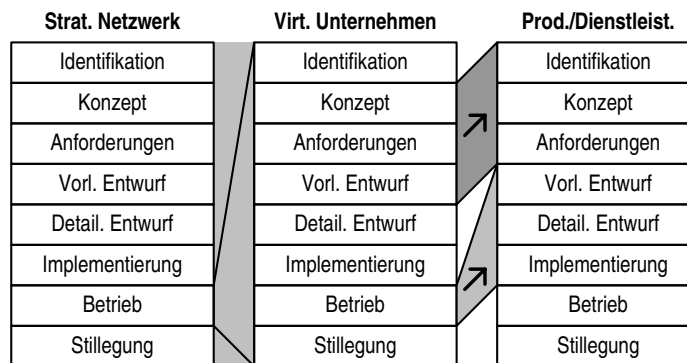 Strat. Netzwerk
Identifikation
Konzept
Anforderungen
Vorl. Entwurf
Detail. Entwurf
Implementierung
Betrieb
Stillegung
Virt. Unternehmen
Identifikation
Konzept
Anforderungen
Vorl. Entwurf
Detail. Entwurf
Implementierung
Betrieb
Stillegung
Prod./Dienstleist.
Identifikation
Konzept
Anforderungen
Vorl. Entwurf
Detail. Entwurf
Implementierung
Betrieb
Stillegung